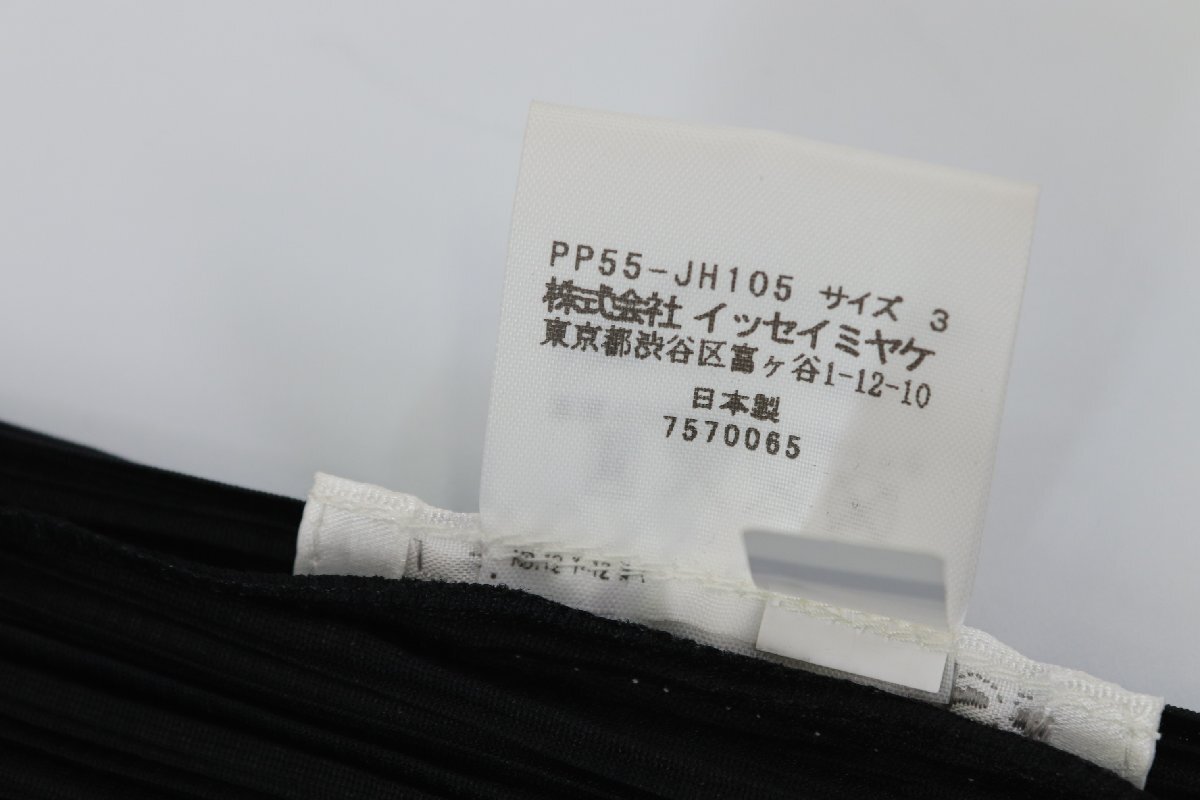 PP55-JH105 サイズ 3
株式会社 イッセイミヤケ
東京都渋谷区富ヶ谷1-12-10
日本製
7570065